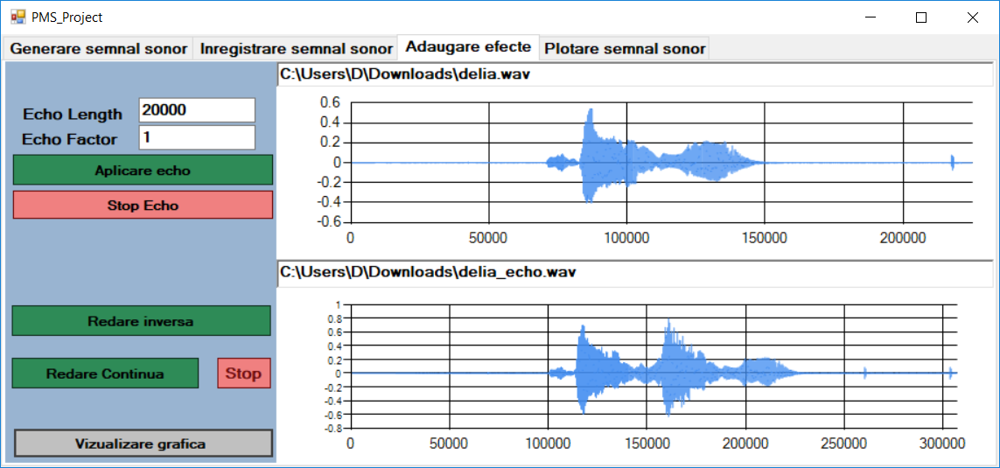 PMS_Project
Generare semnal sonor Inregistrare semnal sonor Adaugare efecte Plotare semnal sonor
Echo Length 20000
Echo Factor 1
Aplicare echo
Stop Echo
Redare inversa
Redare Continua Stop
Vizualizare grafica
C:\Users\D\Downloads\delia.wav
0.6
0.4
0.2
0
-0.2
-0.4
-0.6
0 50000 100000 150000 200000
C:\Users\D\Downloads\delia_echo.wav
1
0.8
0.6
0.4
0.2
0
-0.2
-0.4
-0.6
-0.8
0 50000 100000 150000 200000 250000 300000